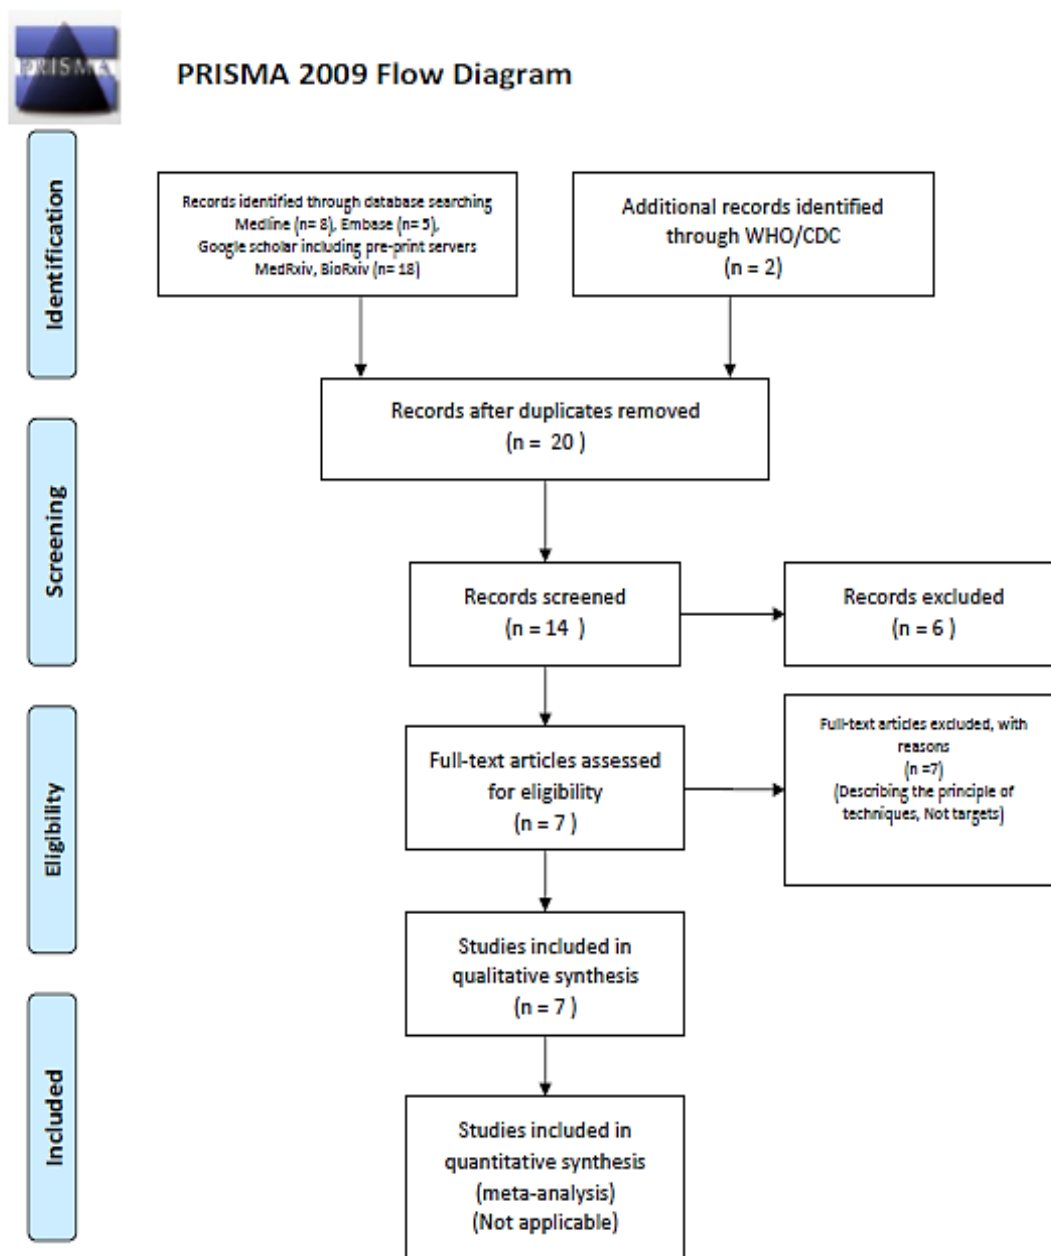 PRISMA
PRISMA 2009 Flow Diagram
Identification
Records identified through database searching
Medline (n= 8), Embase (n= 5),
Google scholar including pre-print servers
MedRxiv, BioRxiv (n= 18)
Additional records identified
through WHO/CDC
(n = 2)
Records after duplicates removed
(n = 20 )
Screening
Records screened
(n = 14 )
Records excluded
(n = 6 )
Eligibility
Full-text articles assessed
for eligibility
(n = 7 )
Full-text articles excluded, with
reasons
(n =7)
(Describing the principle of
techniques, Not targets)
Studies included in
qualitative synthesis
(n = 7 )
Included
Studies included in
quantitative synthesis
(meta-analysis)
(Not applicable)